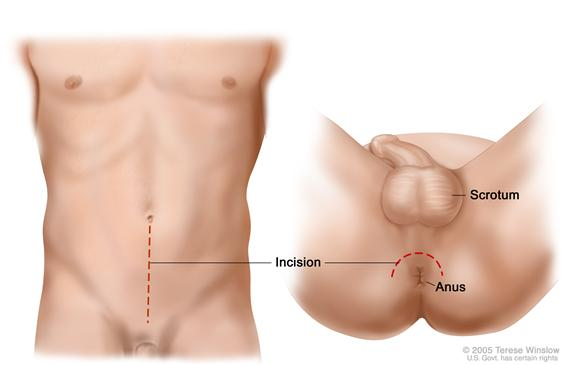 Scrotum
Incision
Anus
© 2005 Terese Winslow
U.S. Govt. has certain rights